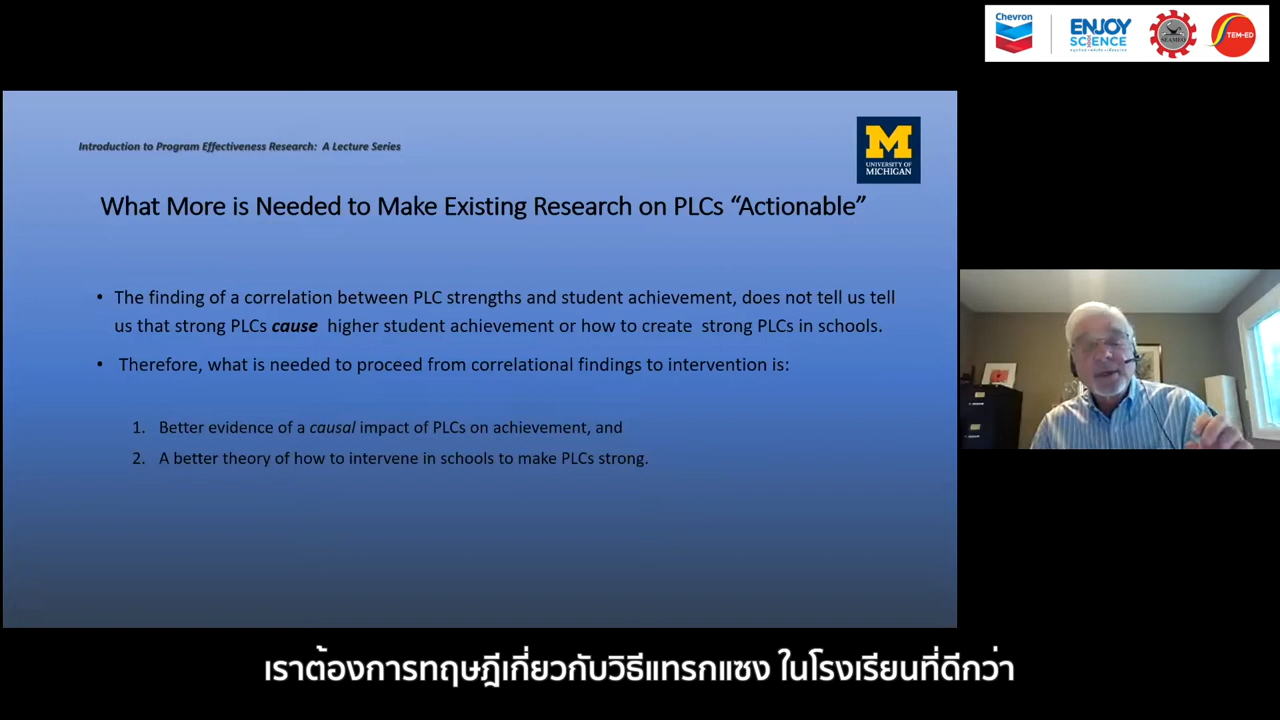 Chevron
ENJOY
SCIENCE
SEAMEO
STEM-ED
Introduction to Program Effectiveness Research: A Lecture Series
M
UNIVERSITY OF
MICHIGAN
What More is Needed to Make Existing Research on PLCs “Actionable”
• The finding of a correlation between PLC strengths and student achievement, does not tell us tell
us that strong PLCs cause higher student achievement or how to create strong PLCs in schools.
• Therefore, what is needed to proceed from correlational findings to intervention is:
1. Better evidence of a causal impact of PLCs on achievement, and
2. A better theory of how to intervene in schools to make PLCs strong.
เราต้องการทฤษฎีเกี่ยวกับวิธีแทรกแซง ในโรงเรียนที่ดีกว่า